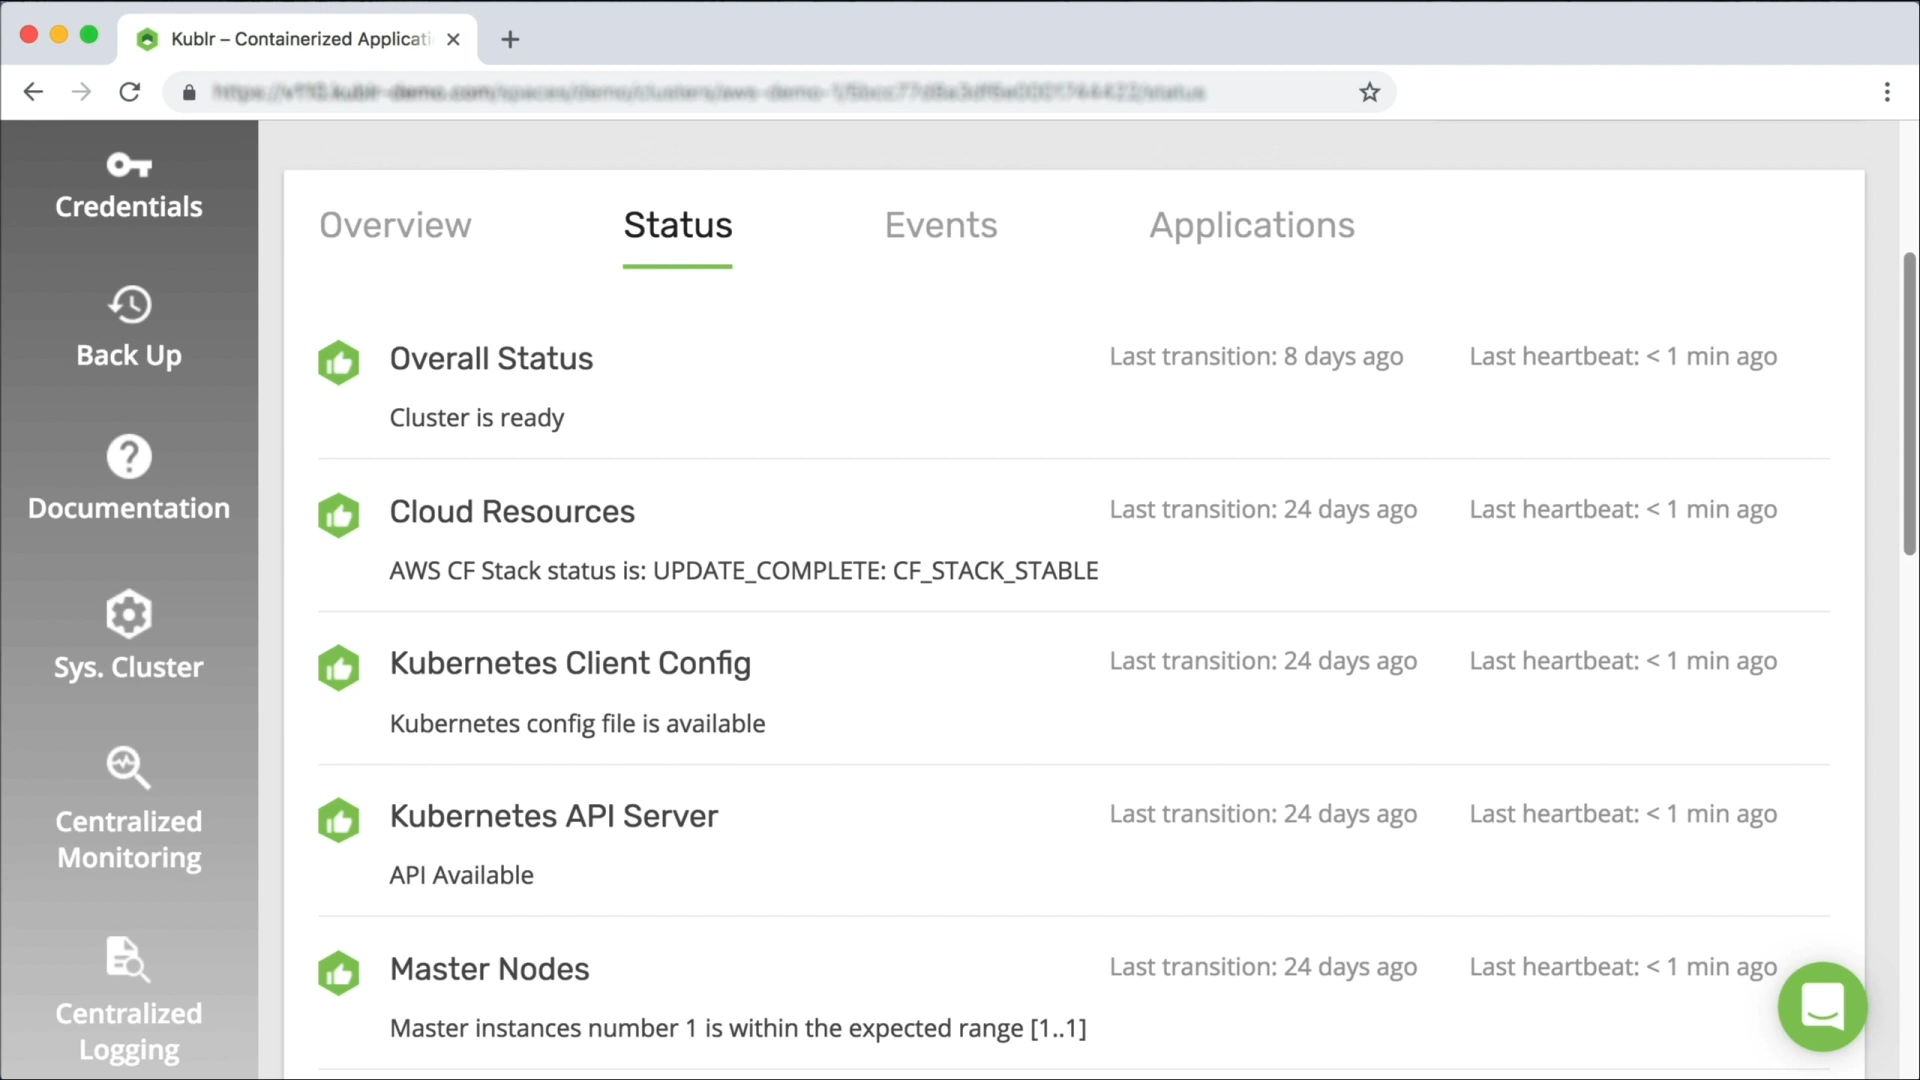 Kublr – Containerized Applicati
Credentials
Back Up
Documentation
Sys. Cluster
Centralized
Monitoring
Centralized
Logging
Overview Status Events Applications
Overall Status Last transition: 8 days ago Last heartbeat: < 1 min ago
Cluster is ready
Cloud Resources Last transition: 24 days ago Last heartbeat: < 1 min ago
AWS CF Stack status is: UPDATE_COMPLETE: CF_STACK_STABLE
Kubernetes Client Config Last transition: 24 days ago Last heartbeat: < 1 min ago
Kubernetes config file is available
Kubernetes API Server Last transition: 24 days ago Last heartbeat: < 1 min ago
API Available
Master Nodes Last transition: 24 days ago Last heartbeat: < 1 min ago
Master instances number 1 is within the expected range [1..1]